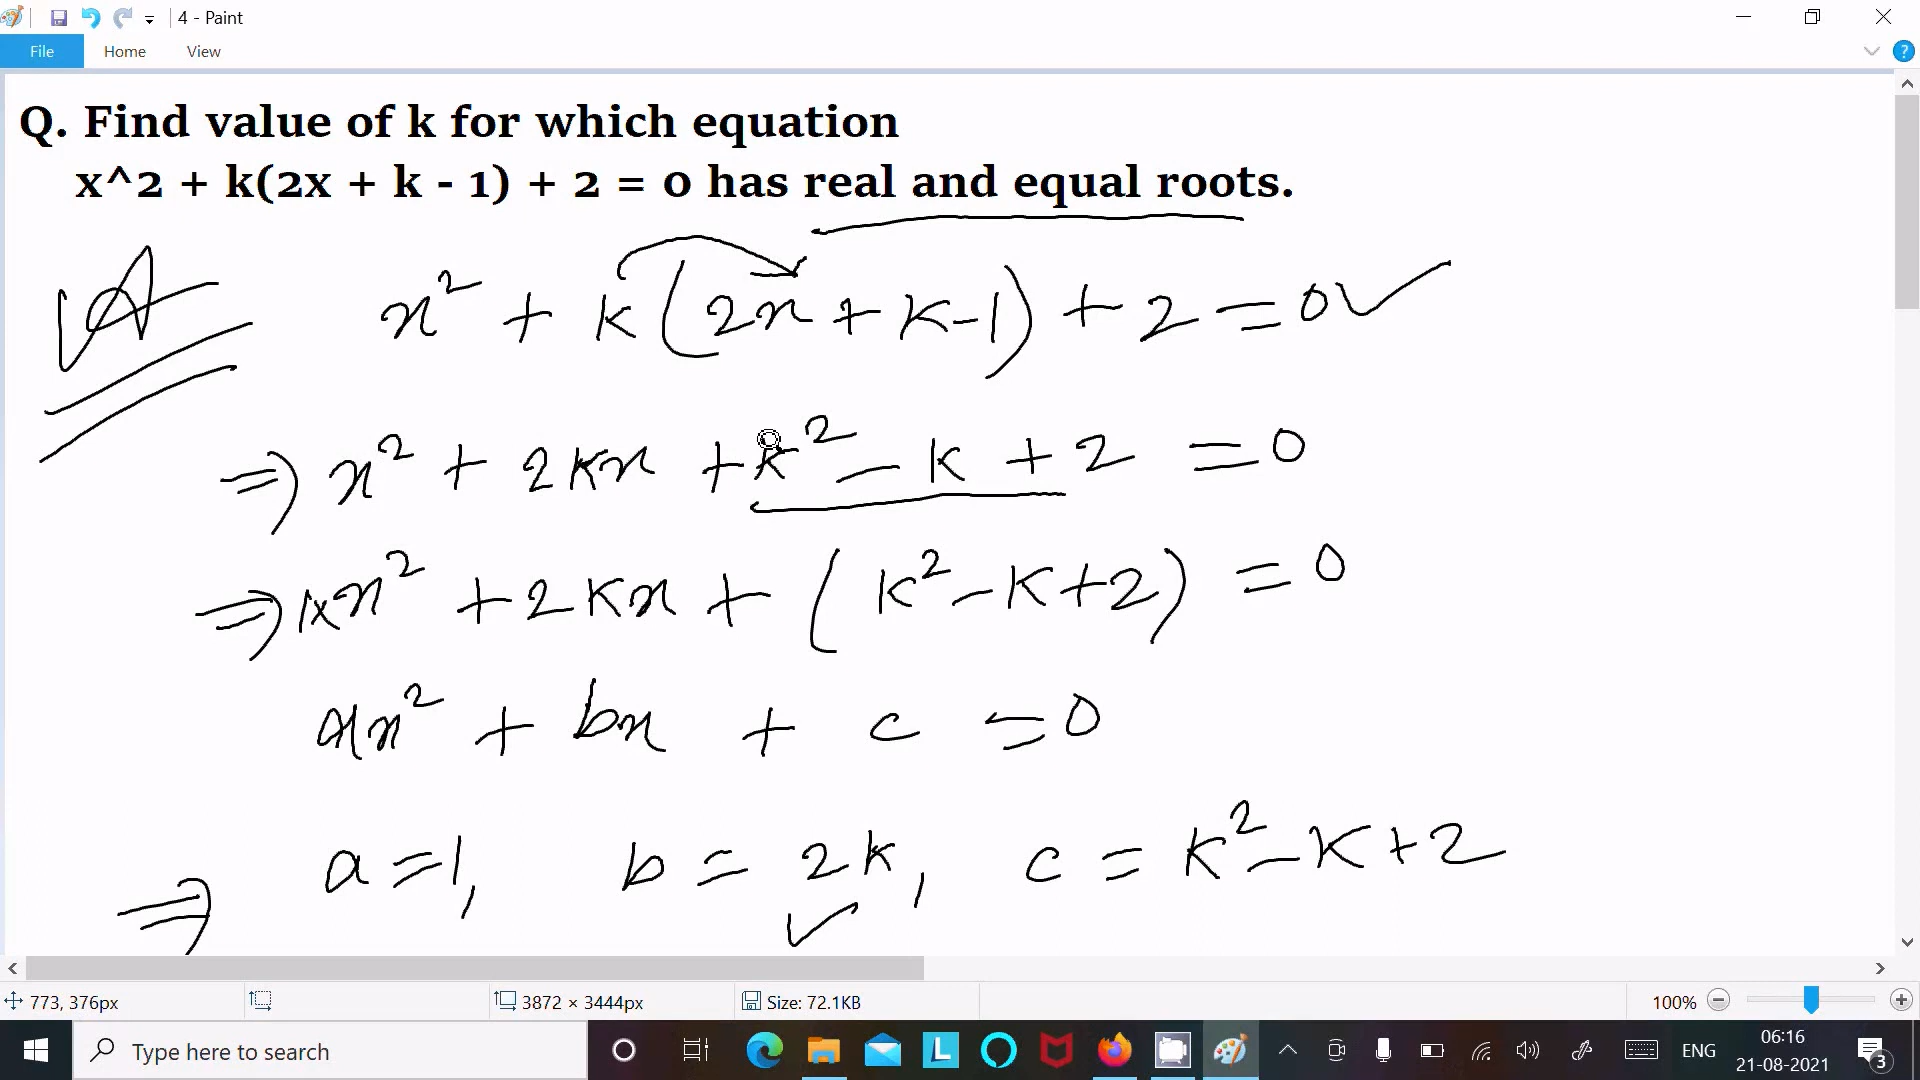 4 - Paint
File Home View
Q. Find value of k for which equation
x^2 + k(2x + k - 1) + 2 = 0 has real and equal roots.
x² + k(2x + k-1) + 2 = 0
⇒ x² + 2kx + k² - k + 2 = 0
⇒ 1x x² + 2kx + (k² - k + 2) = 0
ax² + bx + c = 0
⇒ a = 1, b = 2k, c = k² - k + 2
773, 376px 3872 × 3444px Size: 72.1KB 100%
Type here to search
L
ENG
06:16
21-08-2021
3